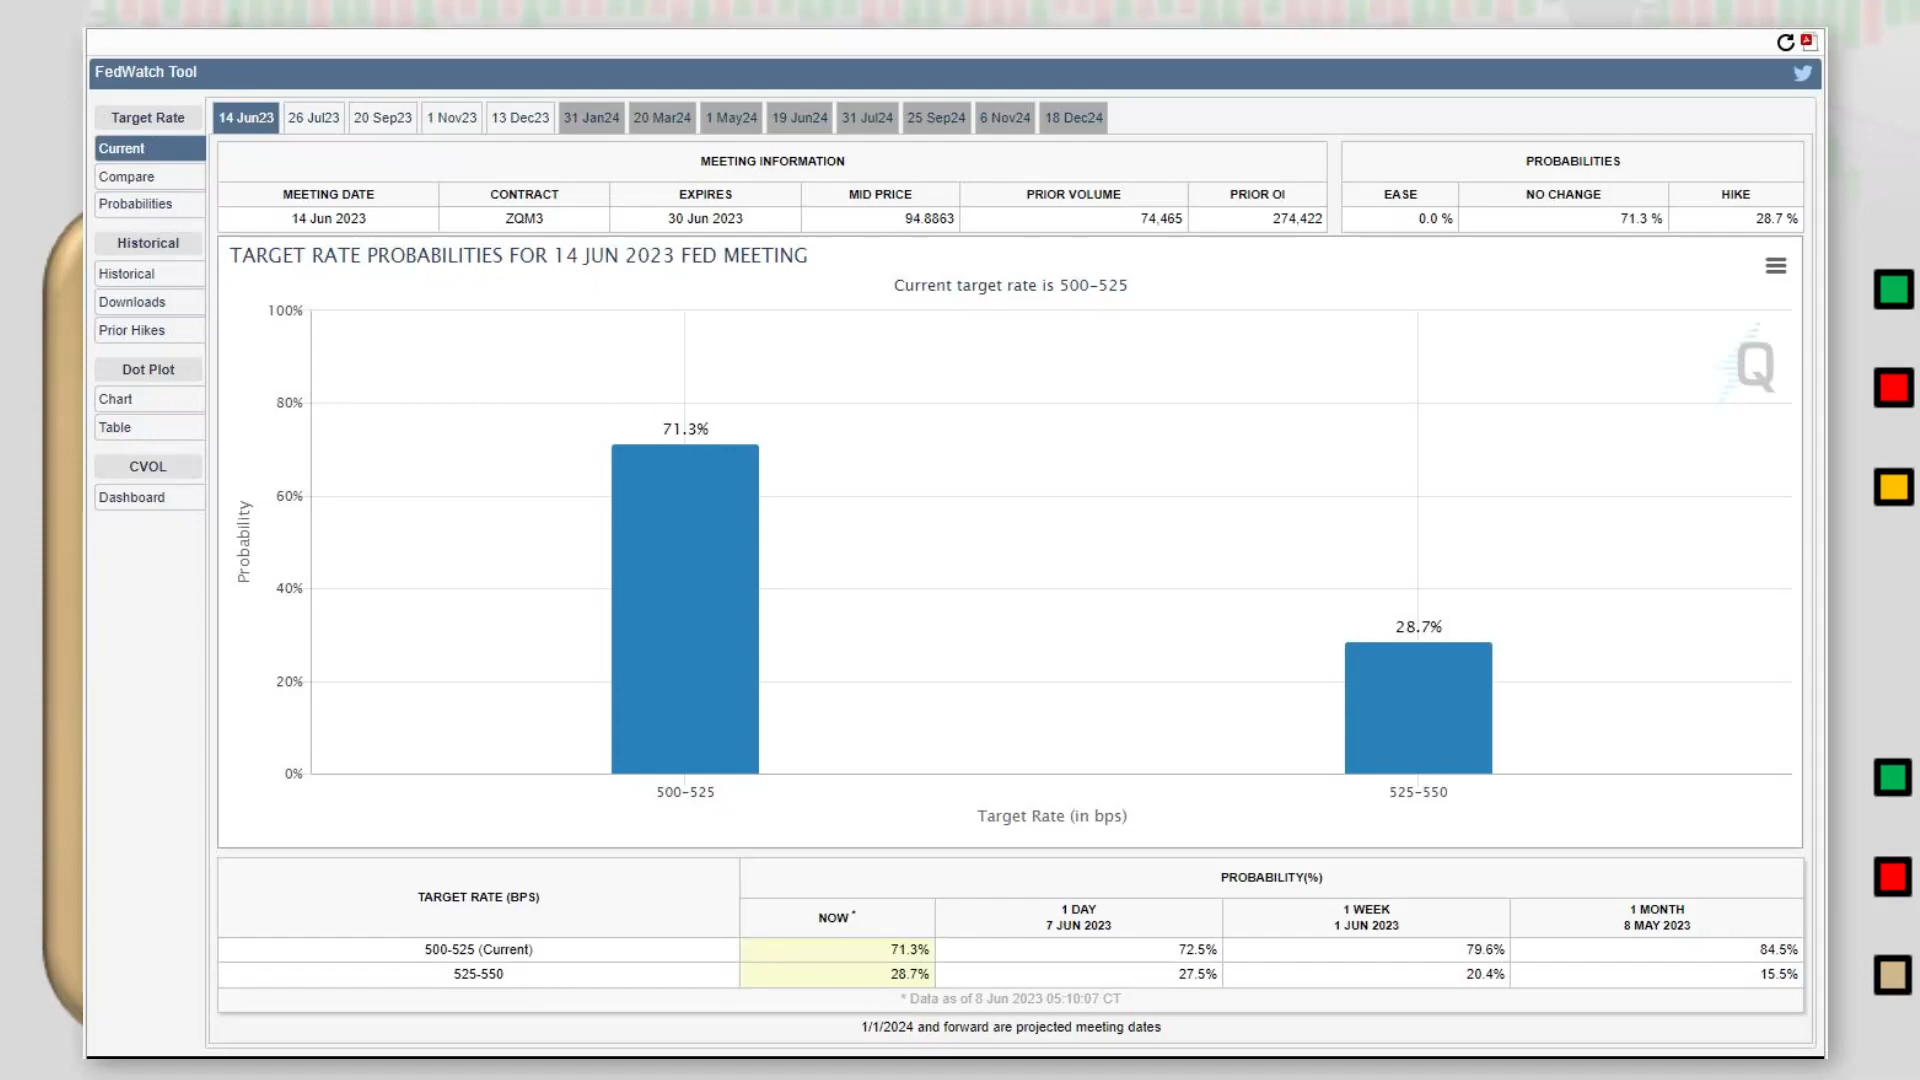 FedWatch Tool
Target Rate
Current
Compare
Probabilities
Historical
Historical
Downloads
Prior Hikes
Dot Plot
Chart
Table
CVOL
Dashboard
14 Jun23 26 Jul23 20 Sep23 1 Nov23 13 Dec23 31 Jan24 20 Mar24 1 May24 19 Jun24 31 Jul24 25 Sep24 6 Nov24 18 Dec24
MEETING INFORMATION
MEETING DATE CONTRACT EXPIRES MID PRICE PRIOR VOLUME PRIOR OI
14 Jun 2023 ZQM3 30 Jun 2023 94.8863 74,465 274,422
PROBABILITIES
EASE NO CHANGE HIKE
0.0 % 71.3 % 28.7 %
TARGET RATE PROBABILITIES FOR 14 JUN 2023 FED MEETING
Current target rate is 500–525
Probability
100%
80%
60%
40%
20%
0%
71.3%
28.7%
500–525 525–550
Target Rate (in bps)
Q
TARGET RATE (BPS) PROBABILITY(%)
NOW * 1 DAY 7 JUN 2023 1 WEEK 1 JUN 2023 1 MONTH 8 MAY 2023
500-525 (Current) 71.3% 72.5% 79.6% 84.5%
525-550 28.7% 27.5% 20.4% 15.5%
* Data as of 8 Jun 2023 05:10:07 CT
1/1/2024 and forward are projected meeting dates